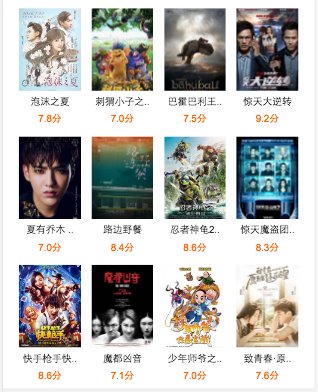 泡沫之夏
刺猬小子之..
巴霍巴利王..
惊天大逆转
7.8分
7.0分
7.5分
9.2分
夏有乔木 ..
路边野餐
忍者神龟2..
惊天魔盗团..
7.0分
8.4分
8.6分
8.3分
快手枪手快..
魔都凶音
少年师爷之..
致青春·原..
8.6分
7.1分
7.0分
7.6分